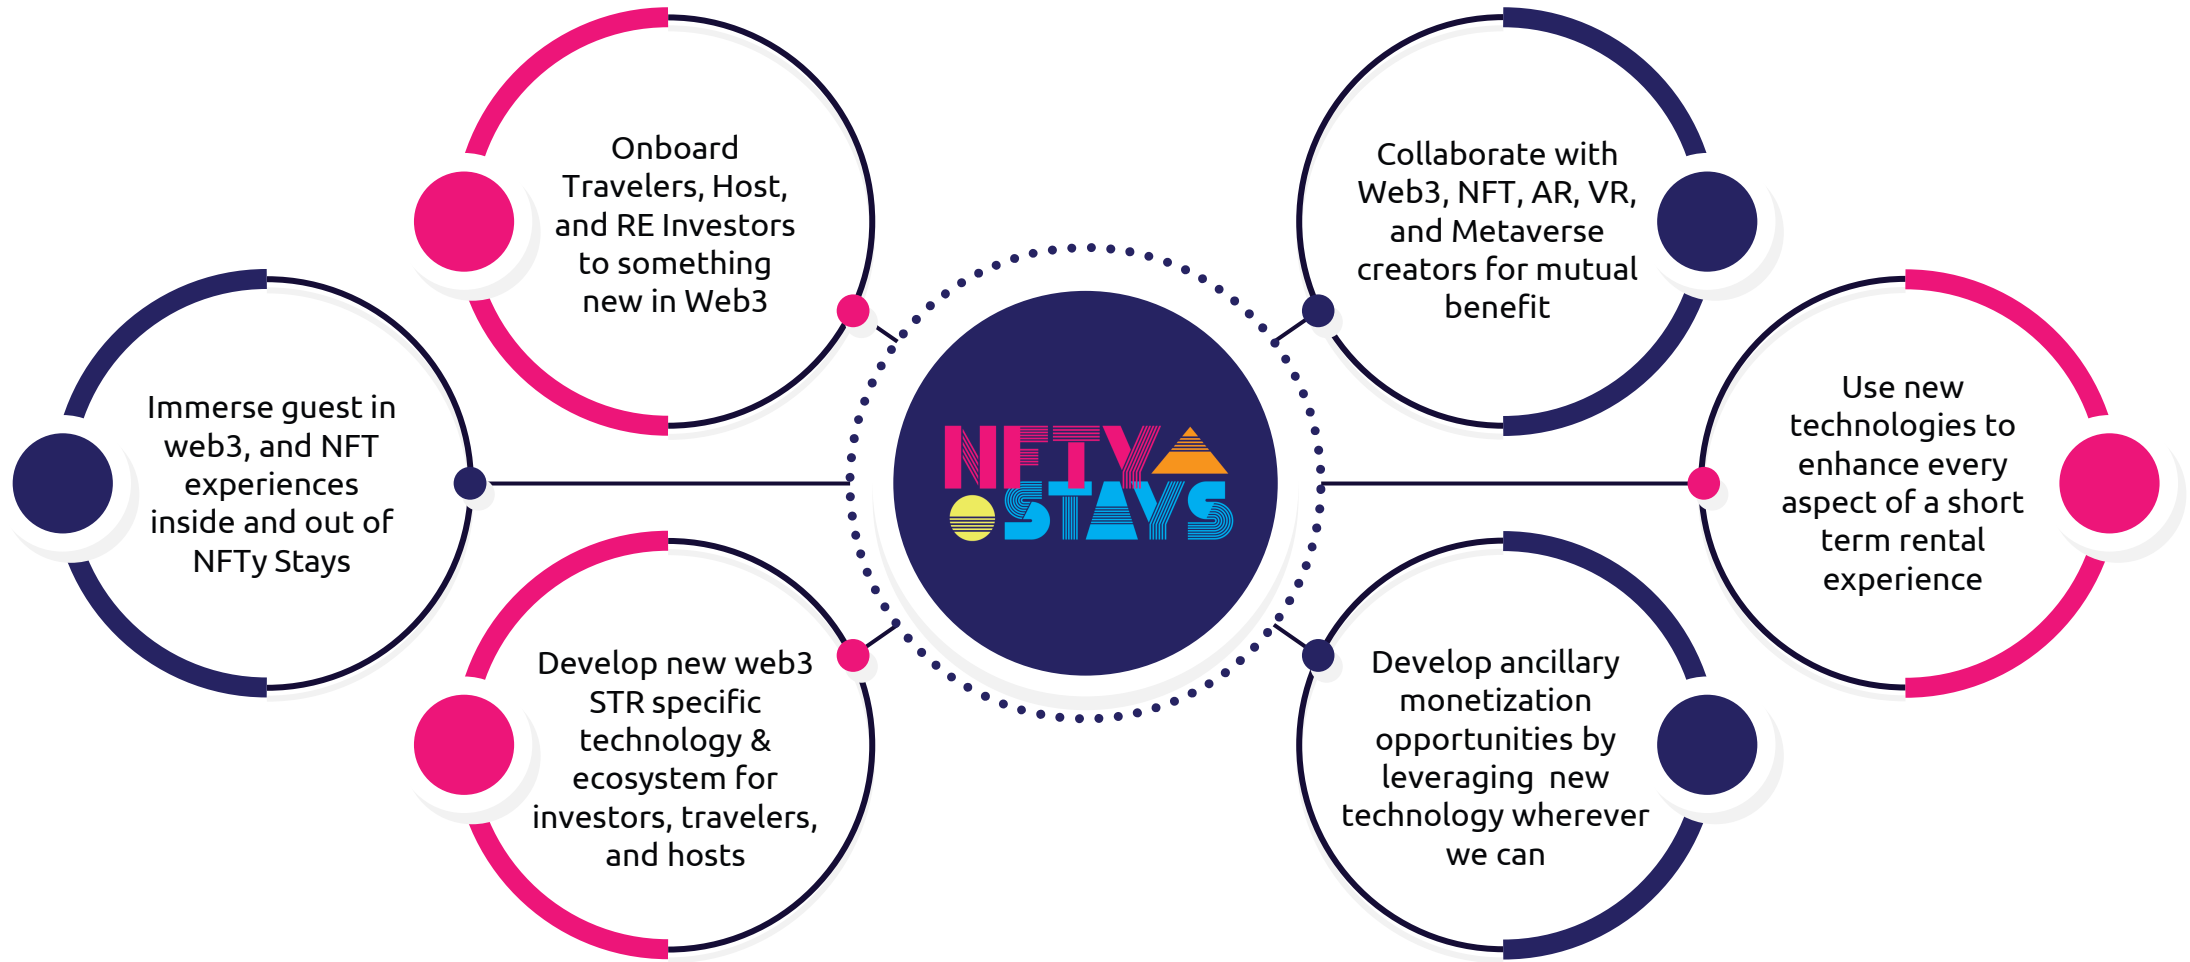 Onboard
Travelers, Host,
and RE Investors
to something
new in Web3
Collaborate with
Web3, NFT, AR, VR,
and Metaverse
creators for mutual
benefit
Immerse guest in
web3, and NFT
experiences
inside and out of
NFTy Stays
NFTY
STAYS
Use new
technologies to
enhance every
aspect of a short
term rental
experience
Develop new web3
STR specific
technology &
ecosystem for
investors, travelers,
and hosts
Develop ancillary
monetization
opportunities by
leveraging  new
technology wherever
we can